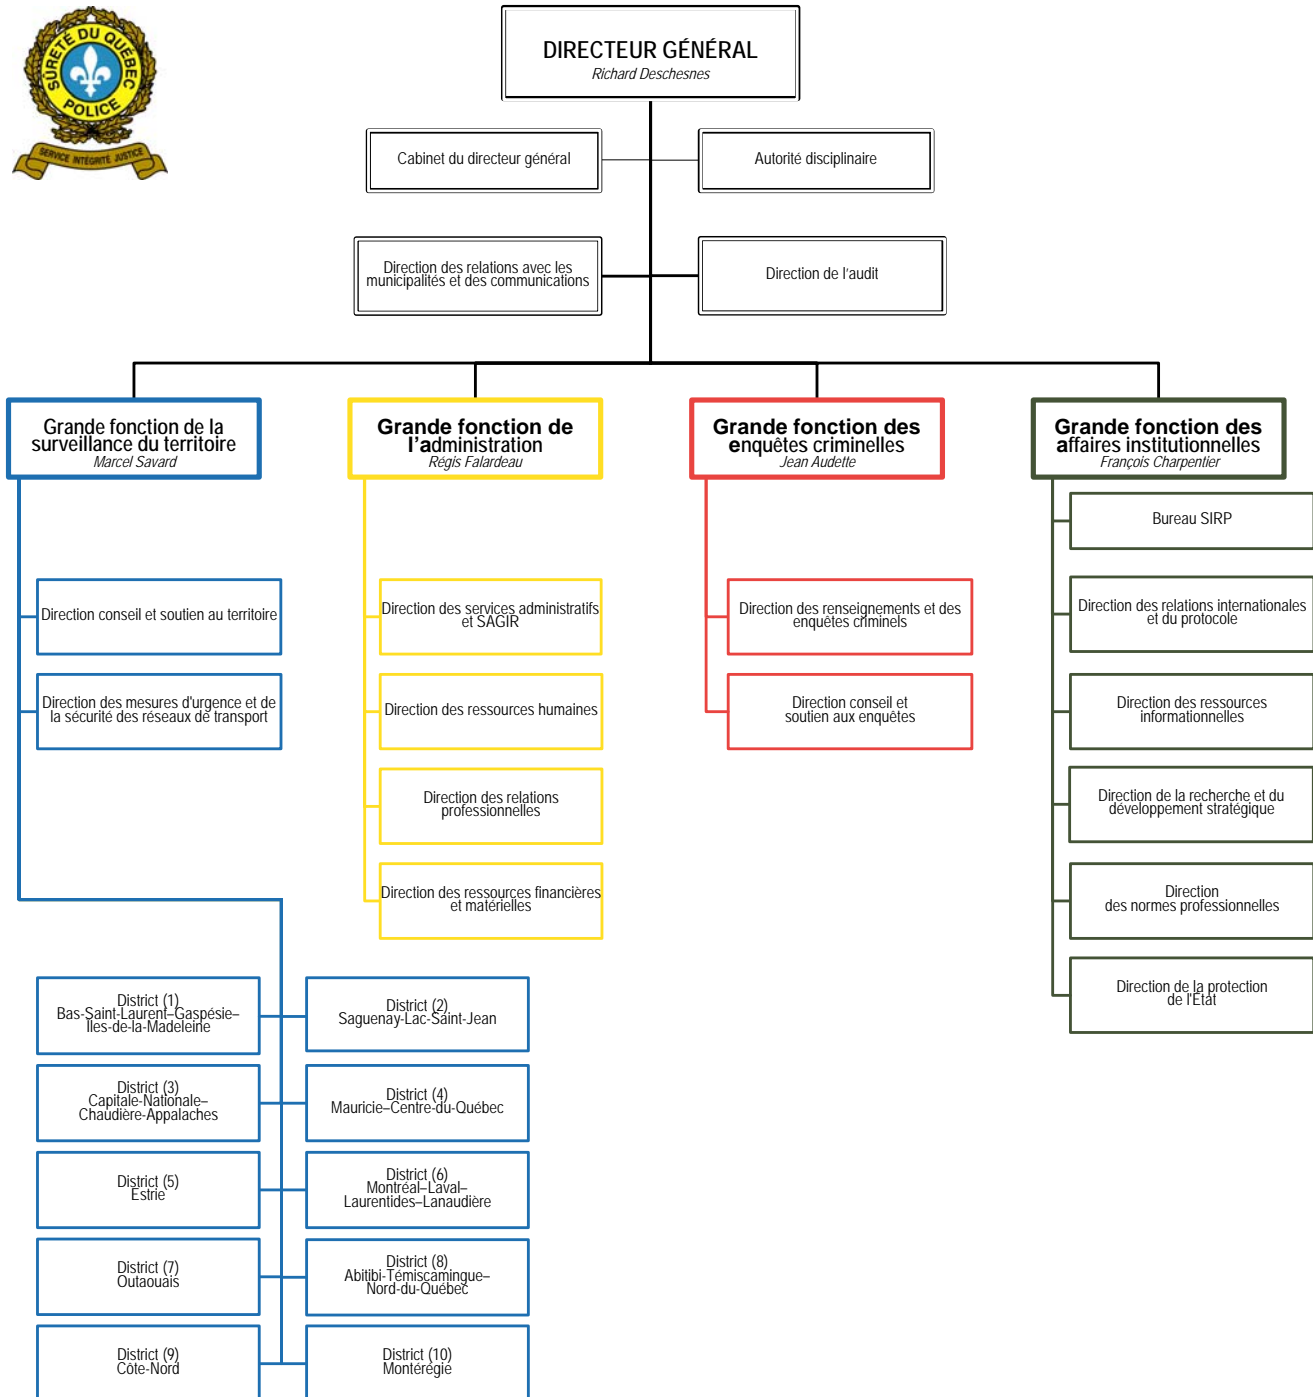 SÛRETÉ DU QUÉBEC
POLICE
SERVICE INTÉGRITÉ JUSTICE
DIRECTEUR GÉNÉRAL
Richard Deschesnes
Cabinet du directeur général
Autorité disciplinaire
Direction des relations avec les
municipalités et des communications
Direction de l'audit
Grande fonction de la
surveillance du territoire
Marcel Savard
Grande fonction de
l'administration
Régis Falardeau
Grande fonction des
enquêtes criminelles
Jean Audette
Grande fonction des
affaires institutionnelles
François Charpentier
Direction conseil et soutien au territoire
Direction des mesures d'urgence et de
la sécurité des réseaux de transport
Direction des services administratifs
et SAGIR
Direction des ressources humaines
Direction des relations
professionnelles
Direction des ressources financières
et matérielles
Direction des renseignements et des
enquêtes criminels
Direction conseil et
soutien aux enquêtes
Bureau SIRP
Direction des relations internationales
et du protocole
Direction des ressources
informationnelles
Direction de la recherche et du
développement stratégique
Direction
des normes professionnelles
Direction de la protection
de l'État
District (1)
Bas-Saint-Laurent–Gaspésie–
Îles-de-la-Madeleine
District (2)
Saguenay-Lac-Saint-Jean
District (3)
Capitale-Nationale–
Chaudière-Appalaches
District (4)
Mauricie–Centre-du-Québec
District (5)
Estrie
District (6)
Montréal–Laval–
Laurentides–Lanaudière
District (7)
Outaouais
District (8)
Abitibi-Témiscamingue–
Nord-du-Québec
District (9)
Côte-Nord
District (10)
Montérégie